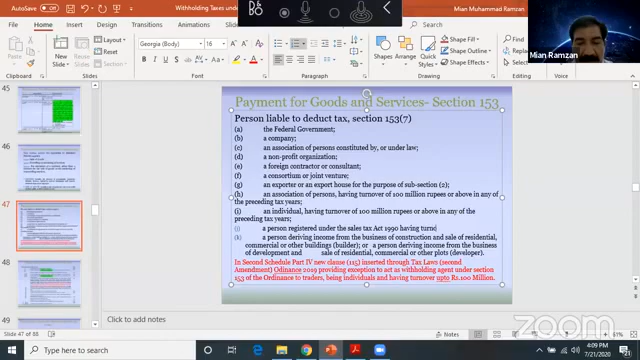 AutoSave Off
Withholding Taxes under
Mian Muhammad Ramzan
File Home Insert Design Transitions
Georgia (Body) 16
Paste
New Slide
Clipboard Slides Font Paragraph
Arrange Quick Styles
Shape Fill
Shape Outline
Shape Effects
Drawing
Find
Replace
Select
Editing
Mian Ramzan
45
46
47
48
Payment for Goods and Services- Section 153
Person liable to deduct tax, section 153(7)
(a) the Federal Government;
(b) a company;
(c) an association of persons constituted by, or under law;
(d) a non-profit organization;
(e) a foreign contractor or consultant;
(f) a consortium or joint venture;
(g) an exporter or an export house for the purpose of sub-section (2);
(h) an association of persons, having turnover of 100 million rupees or above in any of
the preceding tax years;
(i) an individual, having turnover of 100 million rupees or above in any of the
preceding tax years;
(j) a person registered under the sales tax Act 1990 having turne
(k) a person deriving income from the business of construction and sale of residential,
commercial or other buildings (builder); or a person deriving income from the business
of development and sale of residential, commercial or other plots (developer).
In Second Schedule Part IV new clause (115) inserted through Tax Laws (second
Amendment) Odinance 2019 providing exception to act as withholding agent under section
153 of the Ordinance to traders, being individuals and having turnover upto Rs.100 Million.
Click to add notes
Slide 47 of 88
Notes
61%
Type here to search
4:09 PM
7/21/2020
LIVE